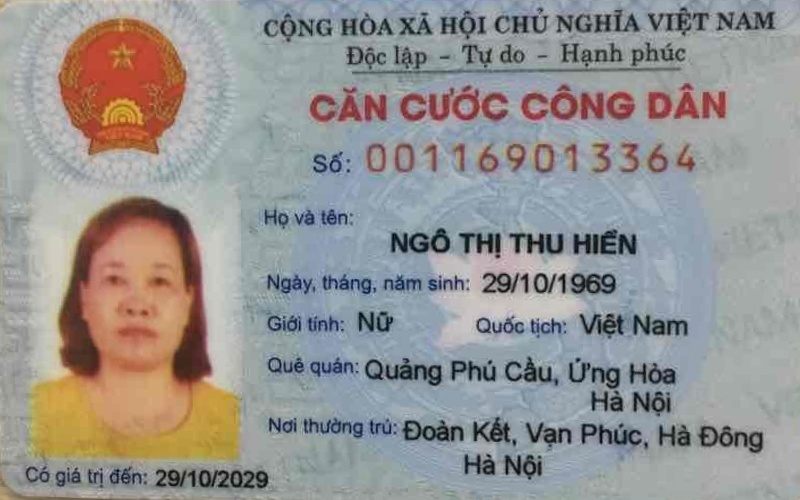 CỘNG HÒA XÃ HỘI CHỦ NGHĨA VIỆT NAM
Độc lập - Tự do - Hạnh phúc
CĂN CƯỚC CÔNG DÂN
Số: 001169013364
Họ và tên:
NGÔ THỊ THU HIỀN
Ngày, tháng, năm sinh: 29/10/1969
Giới tính: Nữ Quốc tịch: Việt Nam
Quê quán: Quảng Phú Cầu, Ứng Hòa
Hà Nội
Nơi thường trú: Đoàn Kết, Vạn Phúc, Hà Đông
Hà Nội
Có giá trị đến: 29/10/2029